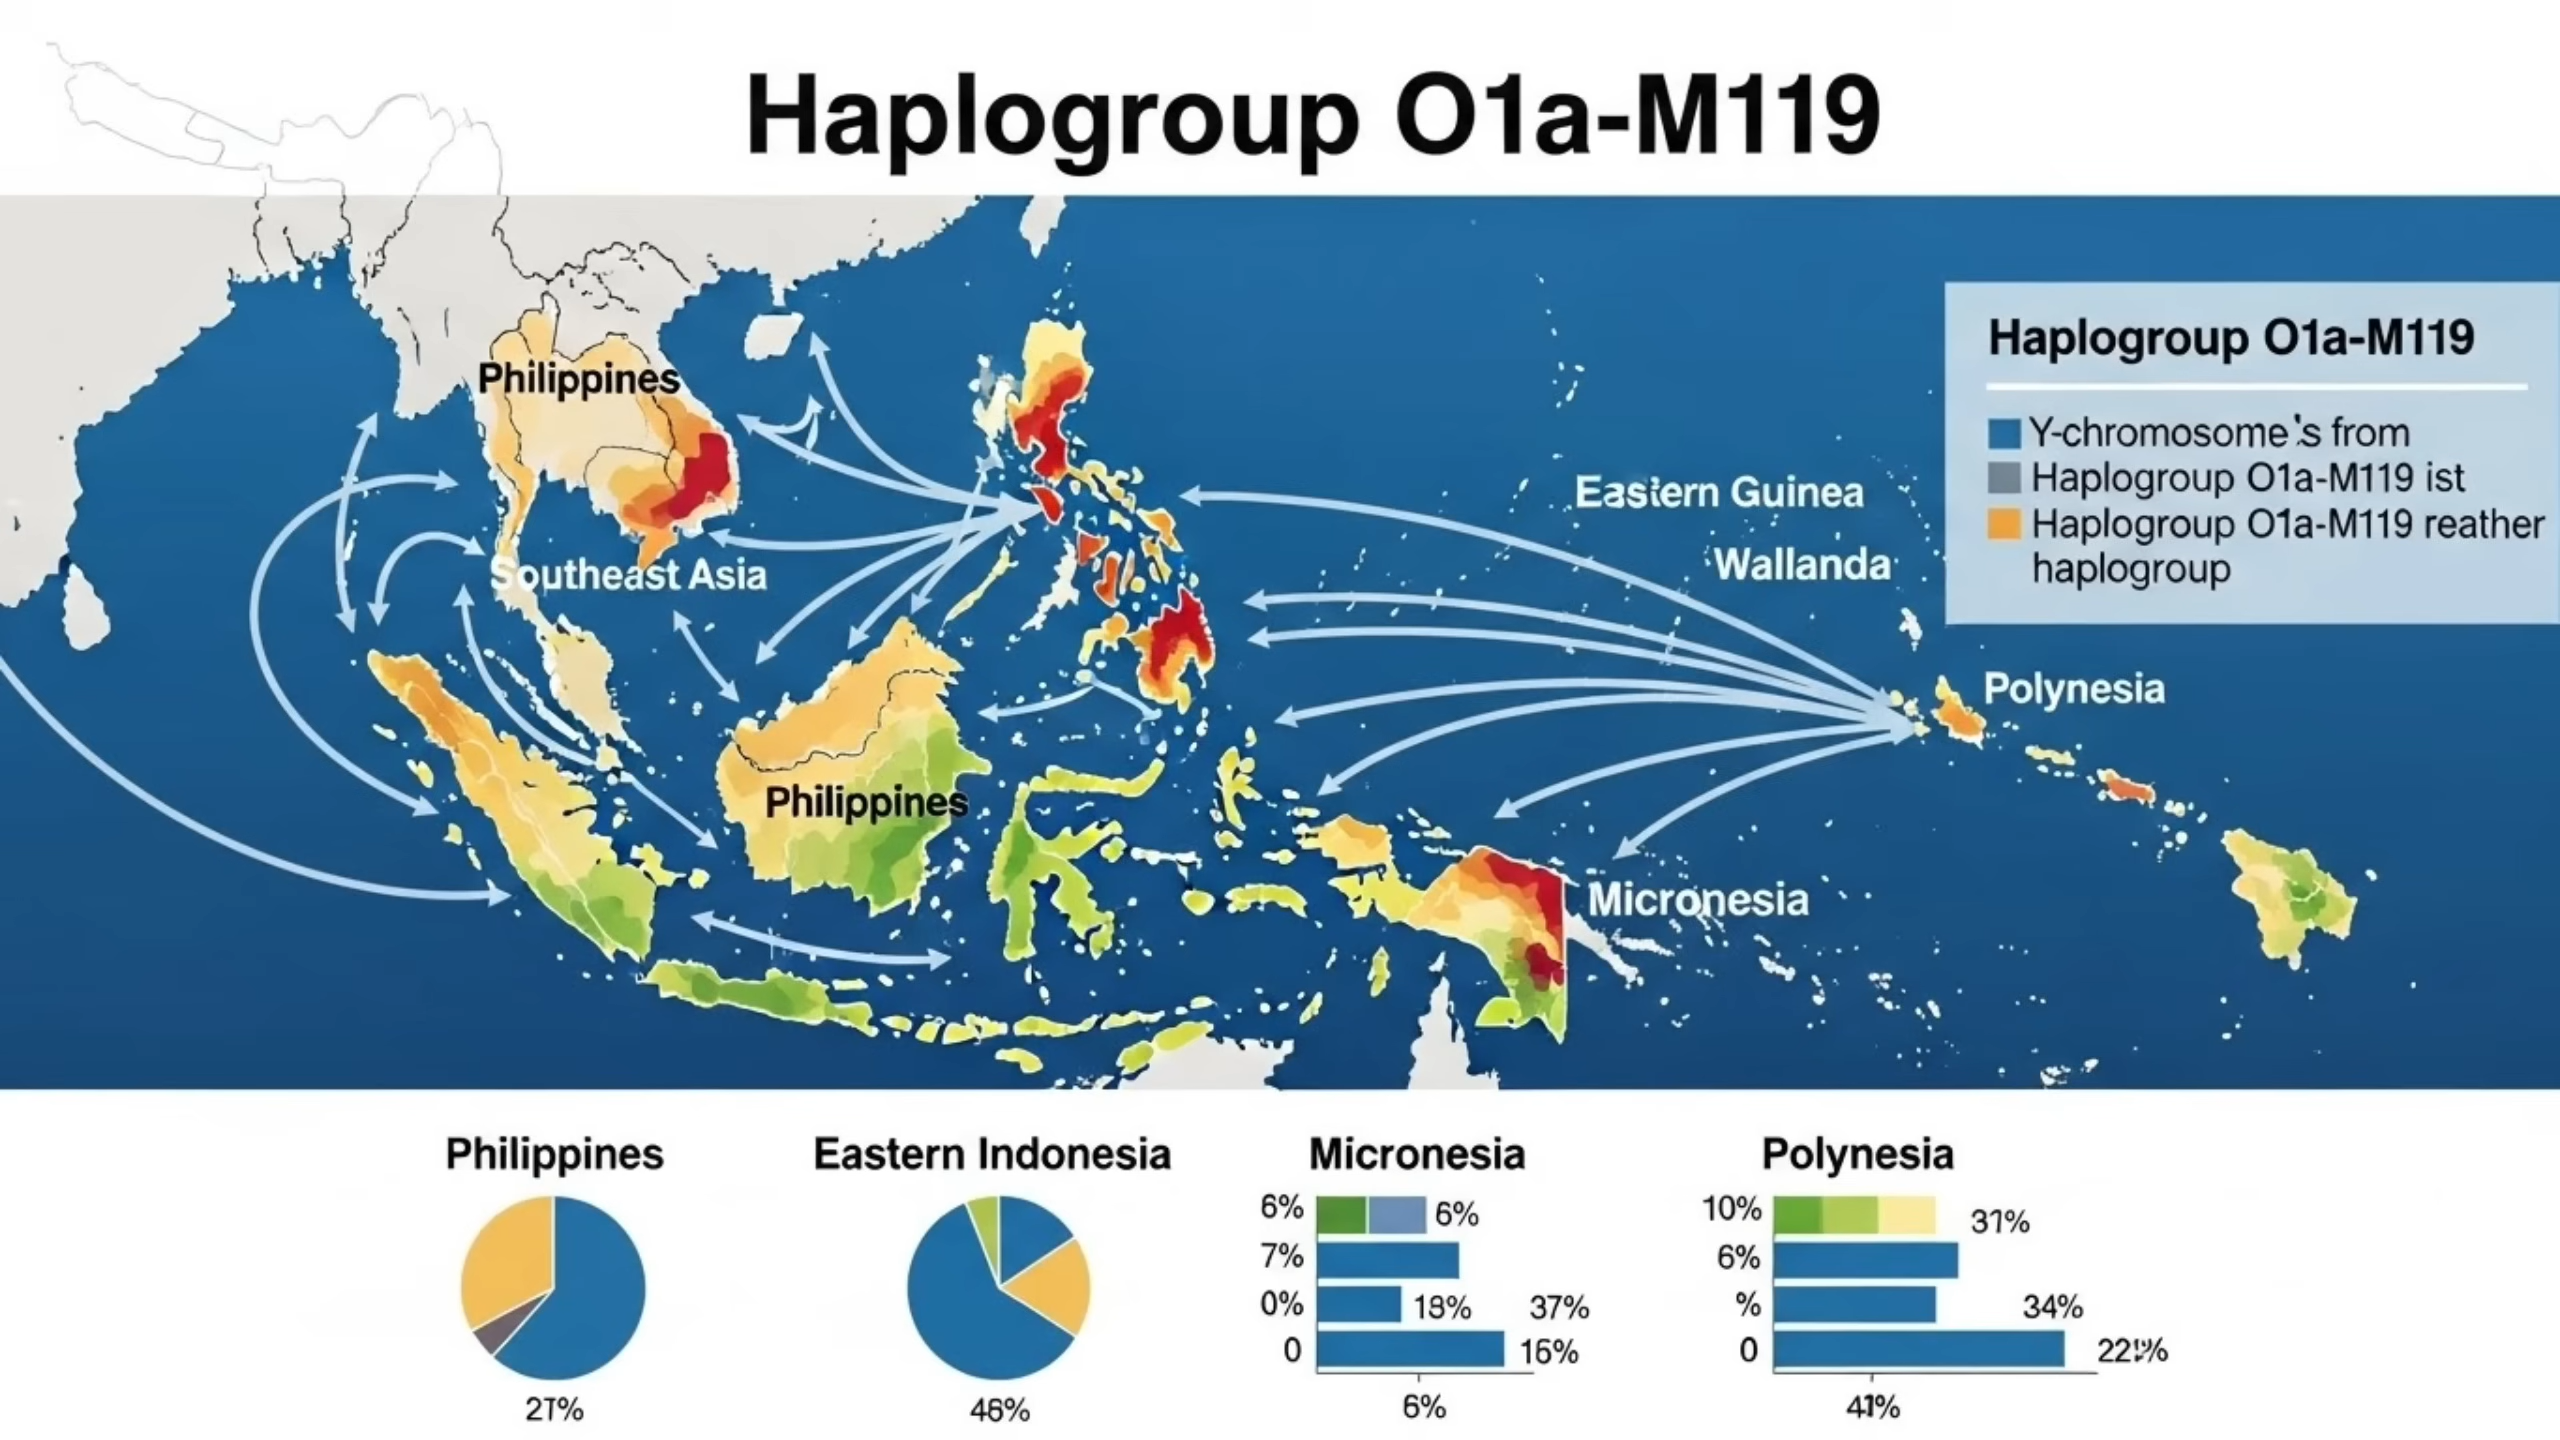 Haplogroup O1a-M119
Haplogroup O1a-M119
Y-chromosome's from
Haplogroup O1a-M119 ist
Haplogroup O1a-M119 reather
haplogroup
Philippines
Eastern Guinea
Wallanda
Southeast Asia
Polynesia
Philippines
Micronesia
Philippines
27%
Eastern Indonesia
46%
Micronesia
6% 6%
7%
0% 18% 37%
0 16%
6%
Polynesia
10% 31%
6%
% 34%
0
41%